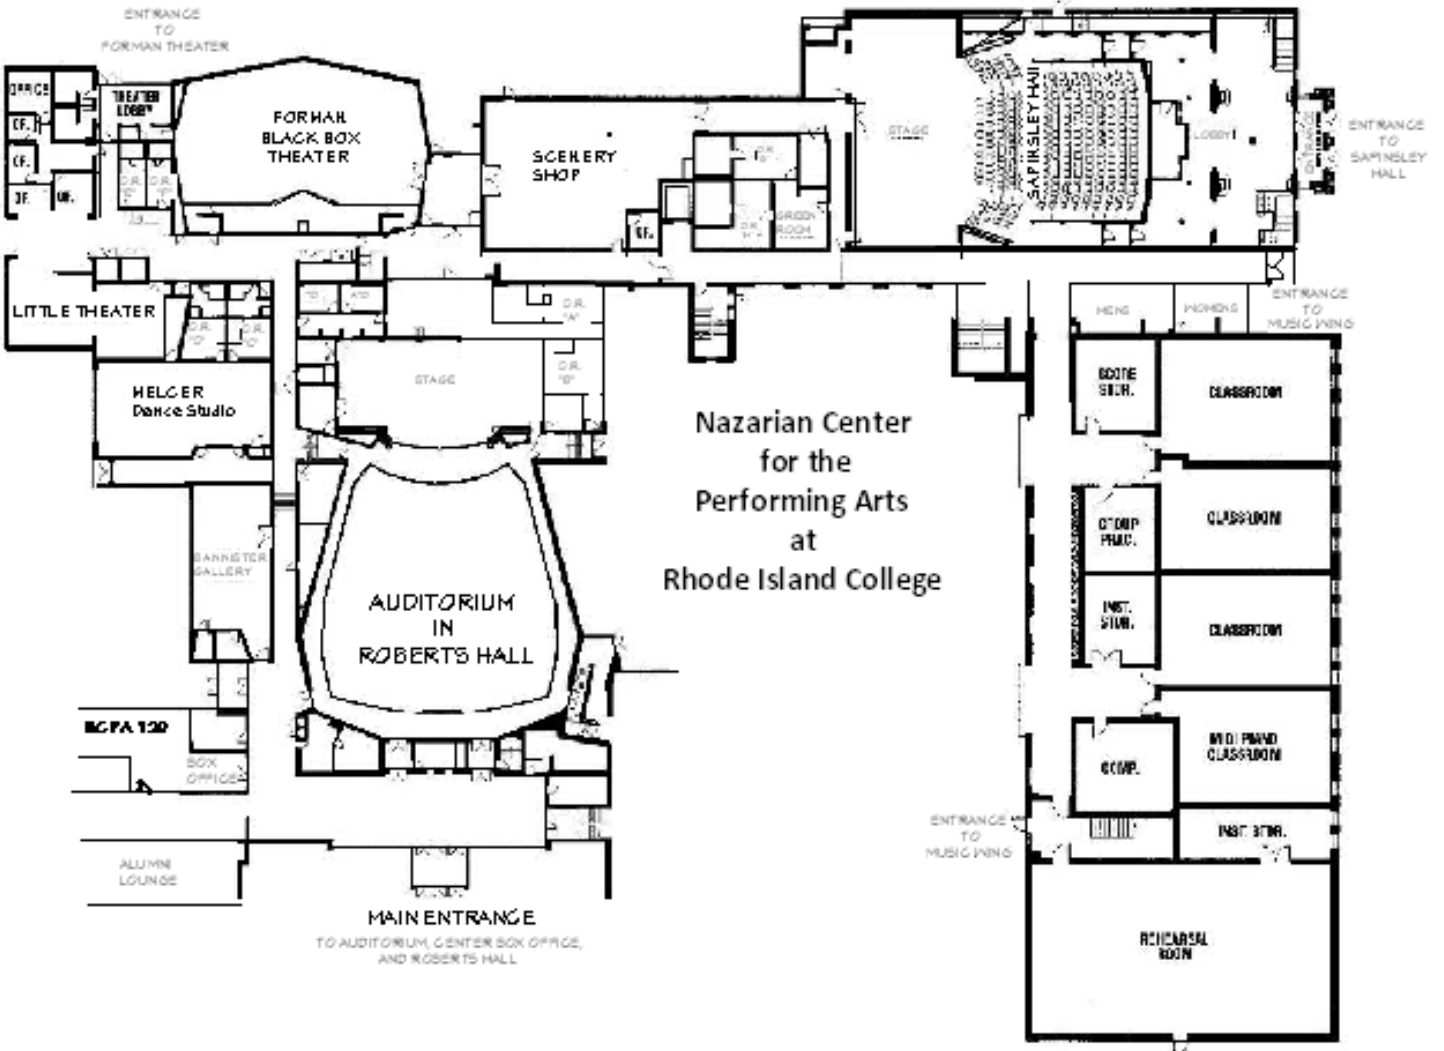 ENTRANCE
TO
FORMAN THEATER
OFFICE
OF.
OF.
OF.
OF.
THEATER
LOBBY
FORMAN
BLACK BOX
THEATER
SCENERY
SHOP
OF.
GREEN
ROOM
STAGE
SAPINSLEY HALL
LOBBY
ENTRANCE
ENTRANCE
TO
SAPINSLEY
HALL
LITTLE THEATER
D.R.
D.R.
HELGER
Dance Studio
D.R.
"A"
STAGE
D.R.
"B"
MENS
WOMENS
ENTRANCE
TO
MUSIC WING
SCORE
STOR.
CLASSROOM
Nazarian Center
for the
Performing Arts
at
Rhode Island College
GROUP
PRAC.
CLASSROOM
BANNISTER
GALLERY
AUDITORIUM
IN
ROBERTS HALL
INST.
STOR.
CLASSROOM
BOX
OFFICE
COMP.
MIDI PIANO
CLASSROOM
ENTRANCE
TO
MUSIC WING
INST. STOR.
ALUMNI
LOUNGE
MAIN ENTRANCE
TO AUDITORIUM, CENTER BOX OFFICE,
AND ROBERTS HALL
REHEARSAL
ROOM